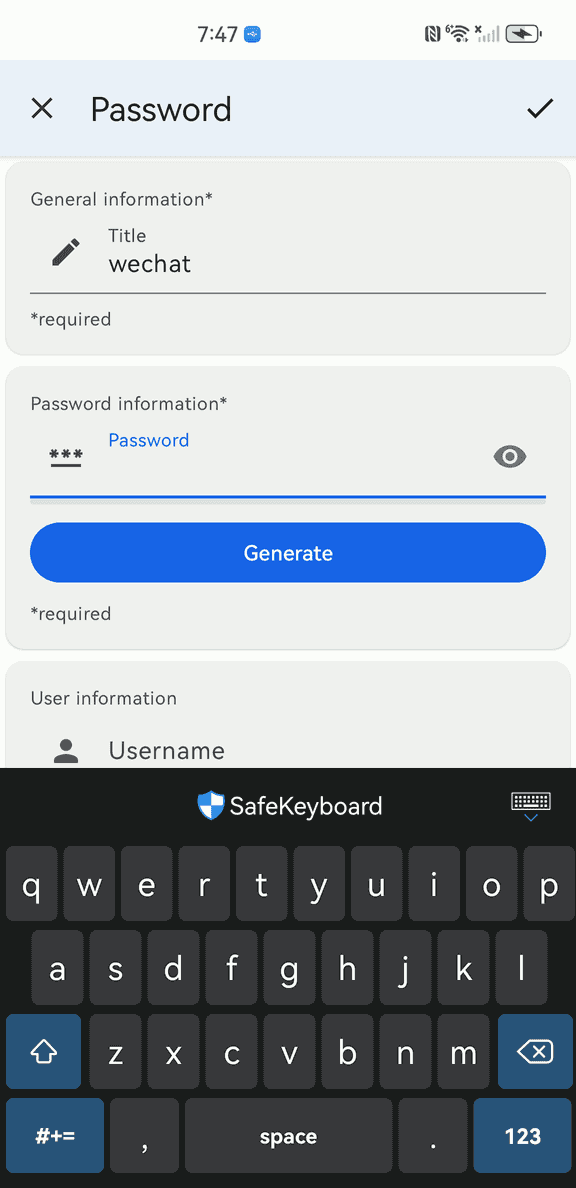 7:47
Password
General information*
Title
wechat
*required
Password information*
***
Password
Generate
*required
User information
Username
SafeKeyboard
q w e r t y u i o p
a s d f g h j k l
z x c v b n m
#+= , space . 123